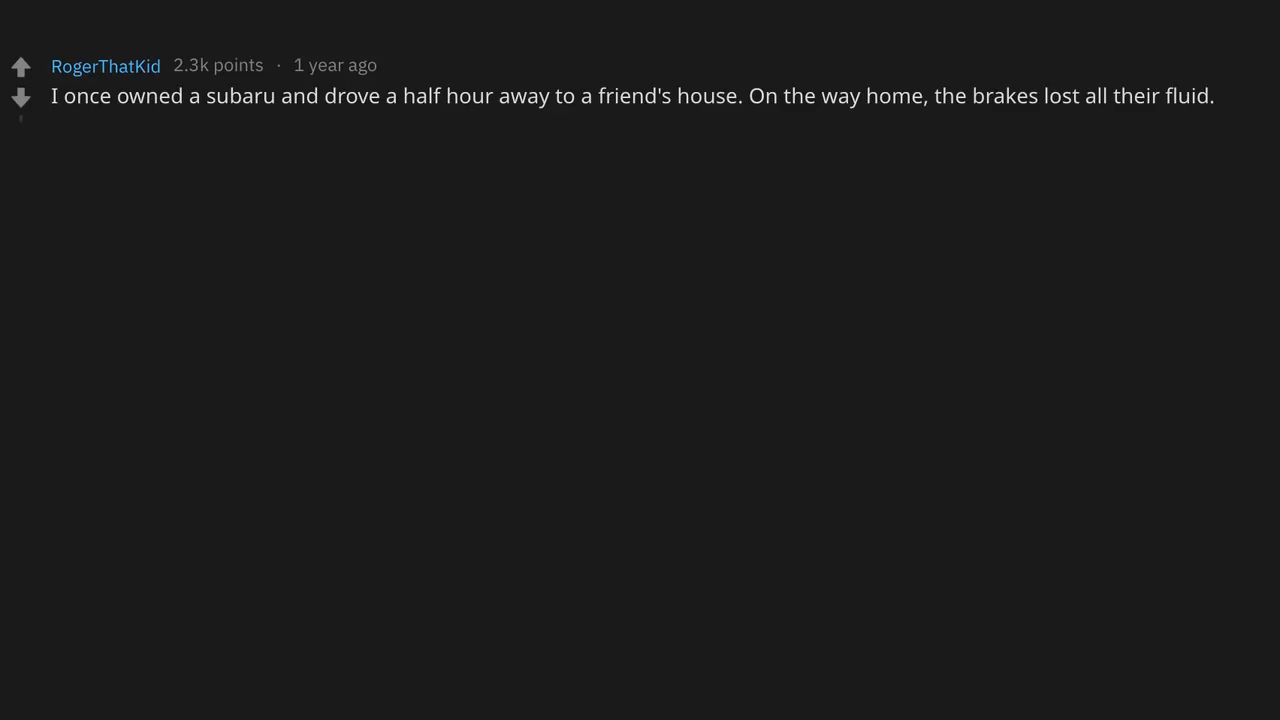 RogerThatKid 2.3k points · 1 year ago
I once owned a subaru and drove a half hour away to a friend's house. On the way home, the brakes lost all their fluid.